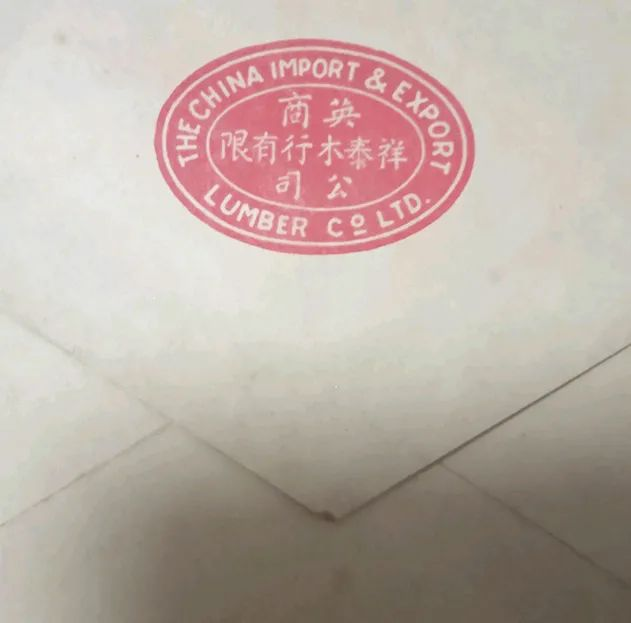 THE CHINA IMPORT & EXPORT
LUMBER Cº LTD.
英商
祥泰木行有限
公司